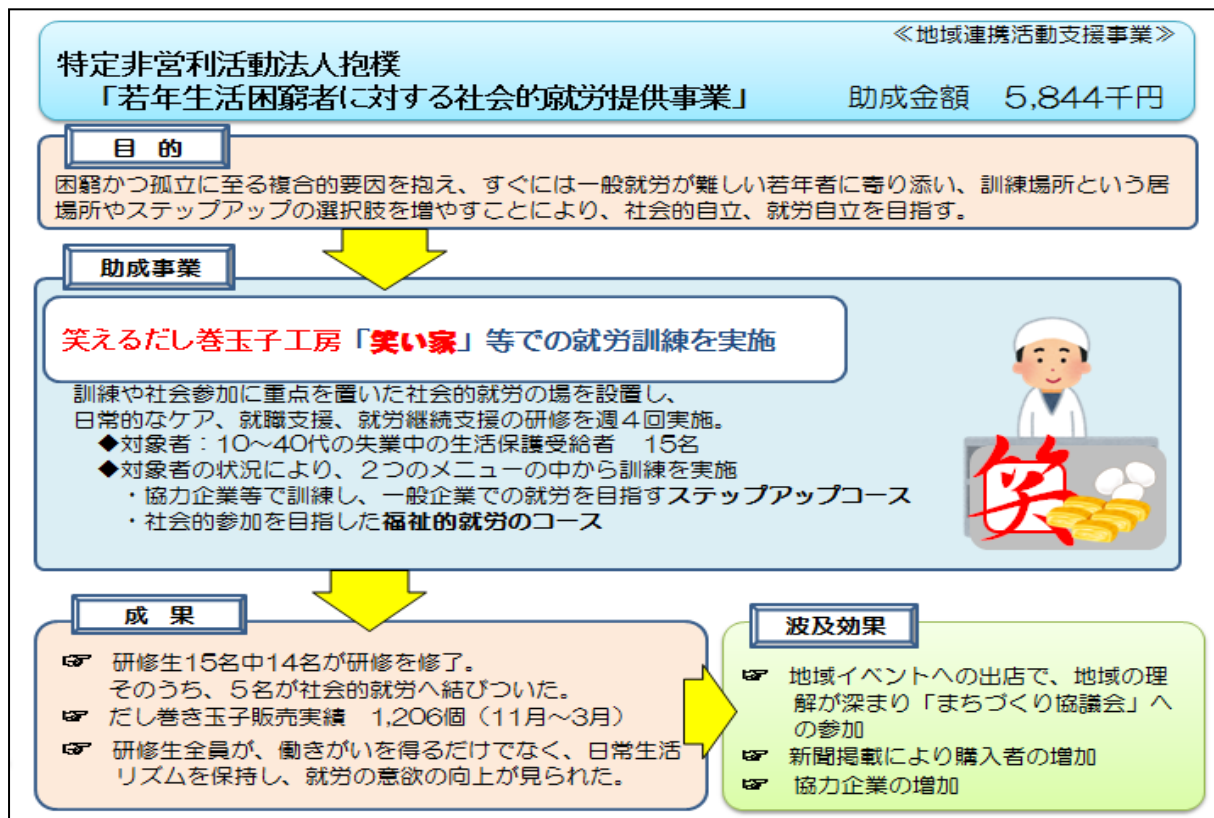 ≪地域連携活動支援事業≫
特定非営利活動法人抱樸
「若年生活困窮者に対する社会的就労提供事業」 助成金額 5,844千円
目 的
困窮かつ孤立に至る複合的要因を抱え、すぐには一般就労が難しい若年者に寄り添い、訓練場所という居
場所やステップアップの選択肢を増やすことにより、社会的自立、就労自立を目指す。
助成事業
笑えるだし巻玉子工房「笑い家」等での就労訓練を実施
訓練や社会参加に重点を置いた社会的就労の場を設置し、
日常的なケア、就職支援、就労継続支援の研修を週4回実施。
◆対象者：10～40代の失業中の生活保護受給者 15名
◆対象者の状況により、2つのメニューの中から訓練を実施
・協力企業等で訓練し、一般企業での就労を目指すステップアップコース
・社会的参加を目指した福祉的就労のコース
笑
成 果
☞ 研修生15名中14名が研修を修了。
そのうち、5名が社会的就労へ結びついた。
☞ だし巻き玉子販売実績 1,206個（11月～3月）
☞ 研修生全員が、働きがいを得るだけでなく、日常生活
リズムを保持し、就労の意欲の向上が見られた。
波及効果
☞ 地域イベントへの出店で、地域の理
解が深まり「まちづくり協議会」へ
の参加
☞ 新聞掲載により購入者の増加
☞ 協力企業の増加